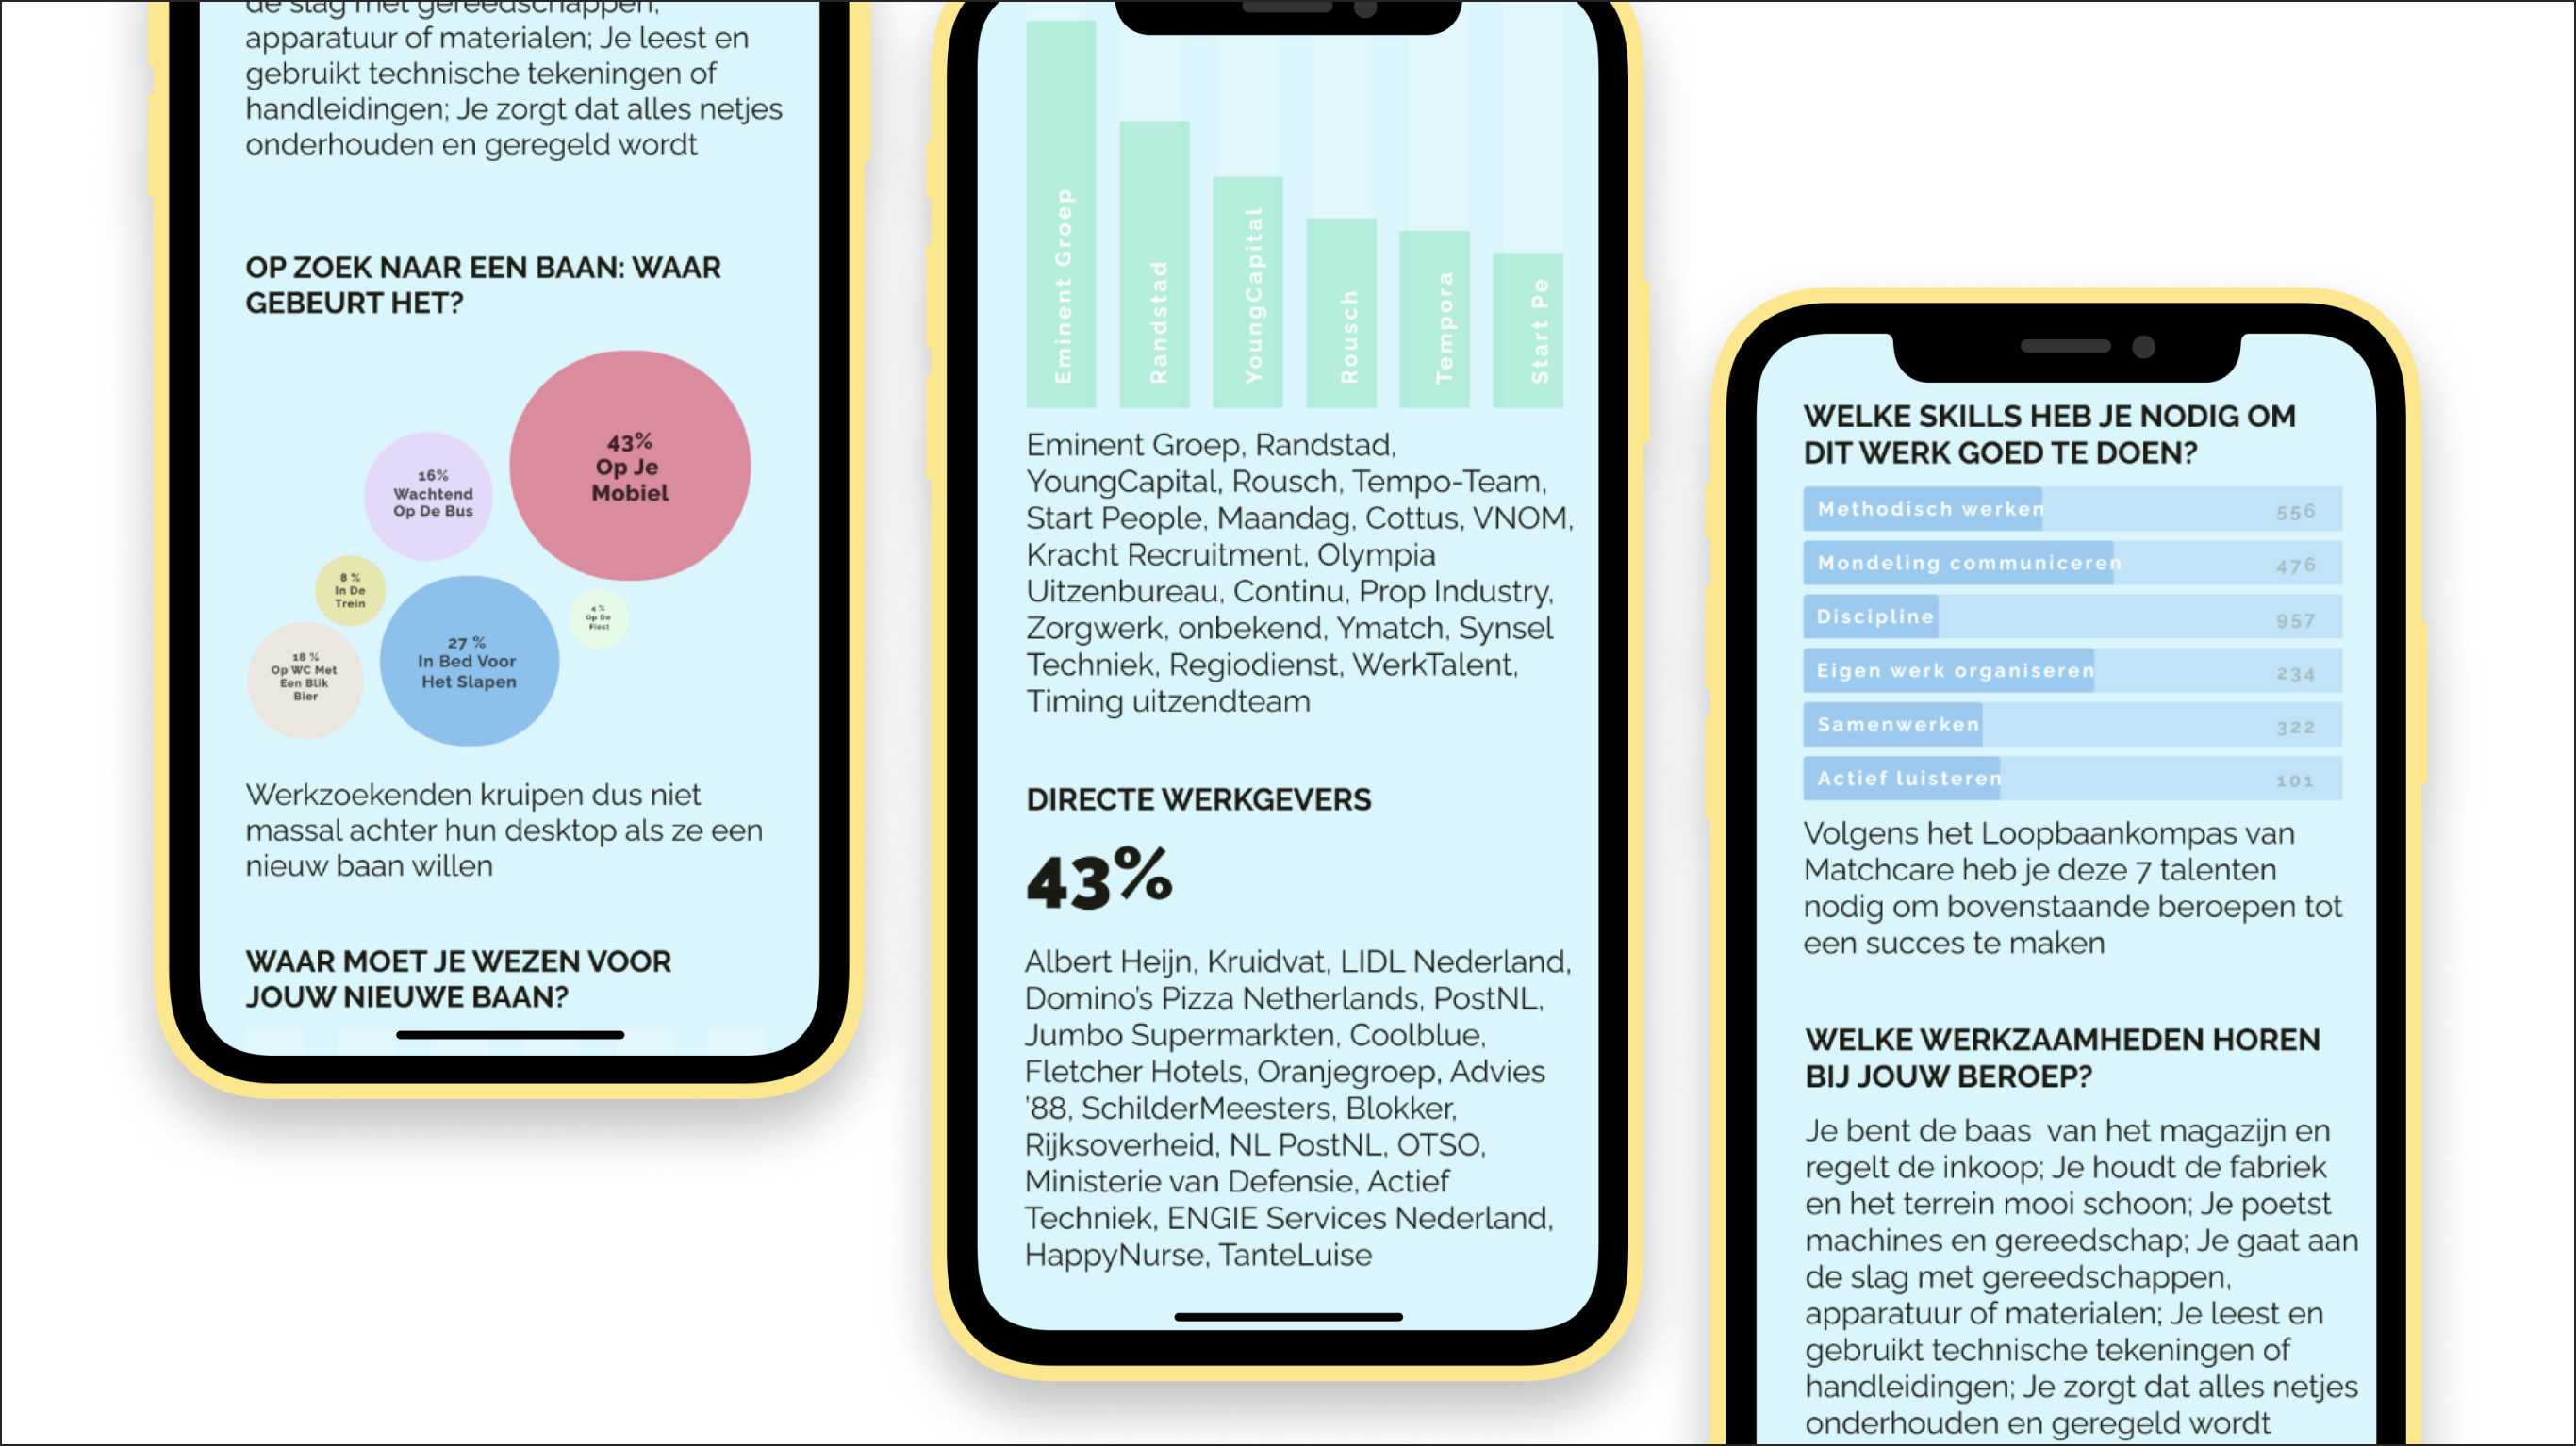 de slag met gereedschappen,
apparatuur of materialen; Je leest en
gebruikt technische tekeningen of
handleidingen; Je zorgt dat alles netjes
onderhouden en geregeld wordt
OP ZOEK NAAR EEN BAAN: WAAR
GEBEURT HET?
43%
Op Je
Mobiel
16%
Wachtend
Op De Bus
8 %
In De
Trein
4 %
Op De
Fiest
18 %
Op WC Met
Een Blik
Bier
27 %
In Bed Voor
Het Slapen
Werkzoekenden kruipen dus niet
massal achter hun desktop als ze een
nieuw baan willen
WAAR MOET JE WEZEN VOOR
JOUW NIEUWE BAAN?
Eminent Groep
Randstad
YoungCapital
Rousch
Tempora
Start Pe
Eminent Groep, Randstad,
YoungCapital, Rousch, Tempo-Team,
Start People, Maandag, Cottus, VNOM,
Kracht Recruitment, Olympia
Uitzenbureau, Continu, Prop Industry,
Zorgwerk, onbekend, Ymatch, Synsel
Techniek, Regiodienst, WerkTalent,
Timing uitzendteam
DIRECTE WERKGEVERS
43%
Albert Heijn, Kruidvat, LIDL Nederland,
Domino's Pizza Netherlands, PostNL,
Jumbo Supermarkten, Coolblue,
Fletcher Hotels, Oranjegroep, Advies
'88, SchilderMeesters, Blokker,
Rijksoverheid, NL PostNL, OTSO,
Ministerie van Defensie, Actief
Techniek, ENGIE Services Nederland,
HappyNurse, TanteLuise
WELKE SKILLS HEB JE NODIG OM
DIT WERK GOED TE DOEN?
Methodisch werken 556
Mondeling communiceren 476
Discipline 957
Eigen werk organiseren 234
Samenwerken 322
Actief luisteren 101
Volgens het Loopbaankompas van
Matchcare heb je deze 7 talenten
nodig om bovenstaande beroepen tot
een succes te maken
WELKE WERKZAAMHEDEN HOREN
BIJ JOUW BEROEP?
Je bent de baas  van het magazijn en
regelt de inkoop; Je houdt de fabriek
en het terrein mooi schoon; Je poetst
machines en gereedschap; Je gaat aan
de slag met gereedschappen,
apparatuur of materialen; Je leest en
gebruikt technische tekeningen of
handleidingen; Je zorgt dat alles netjes
onderhouden en geregeld wordt